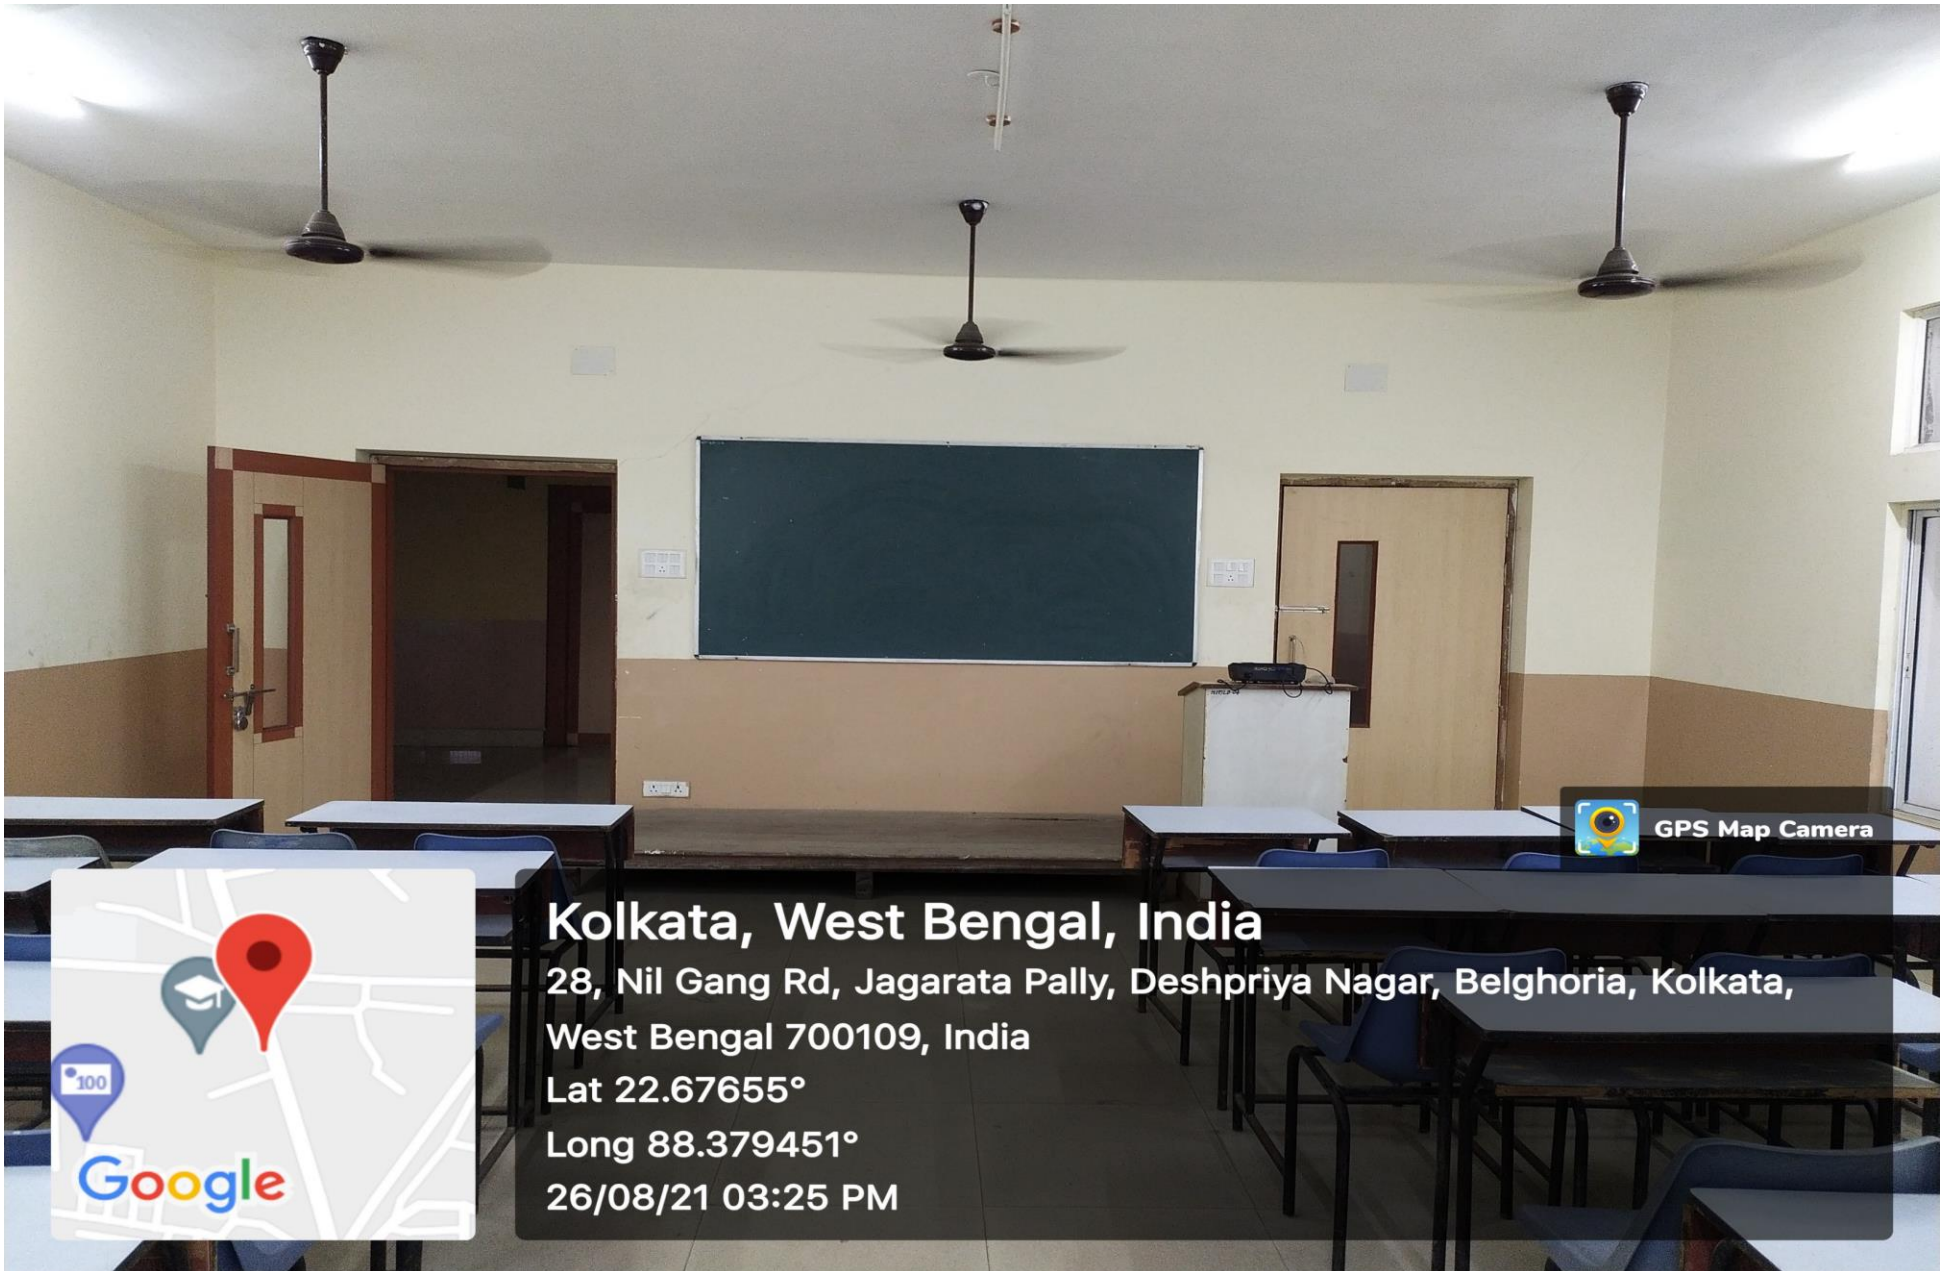 GPS Map Camera
Kolkata, West Bengal, India
28, Nil Gang Rd, Jagarata Pally, Deshpriya Nagar, Belghoria, Kolkata,
West Bengal 700109, India
Lat 22.67655°
Long 88.379451°
26/08/21 03:25 PM
100
Google